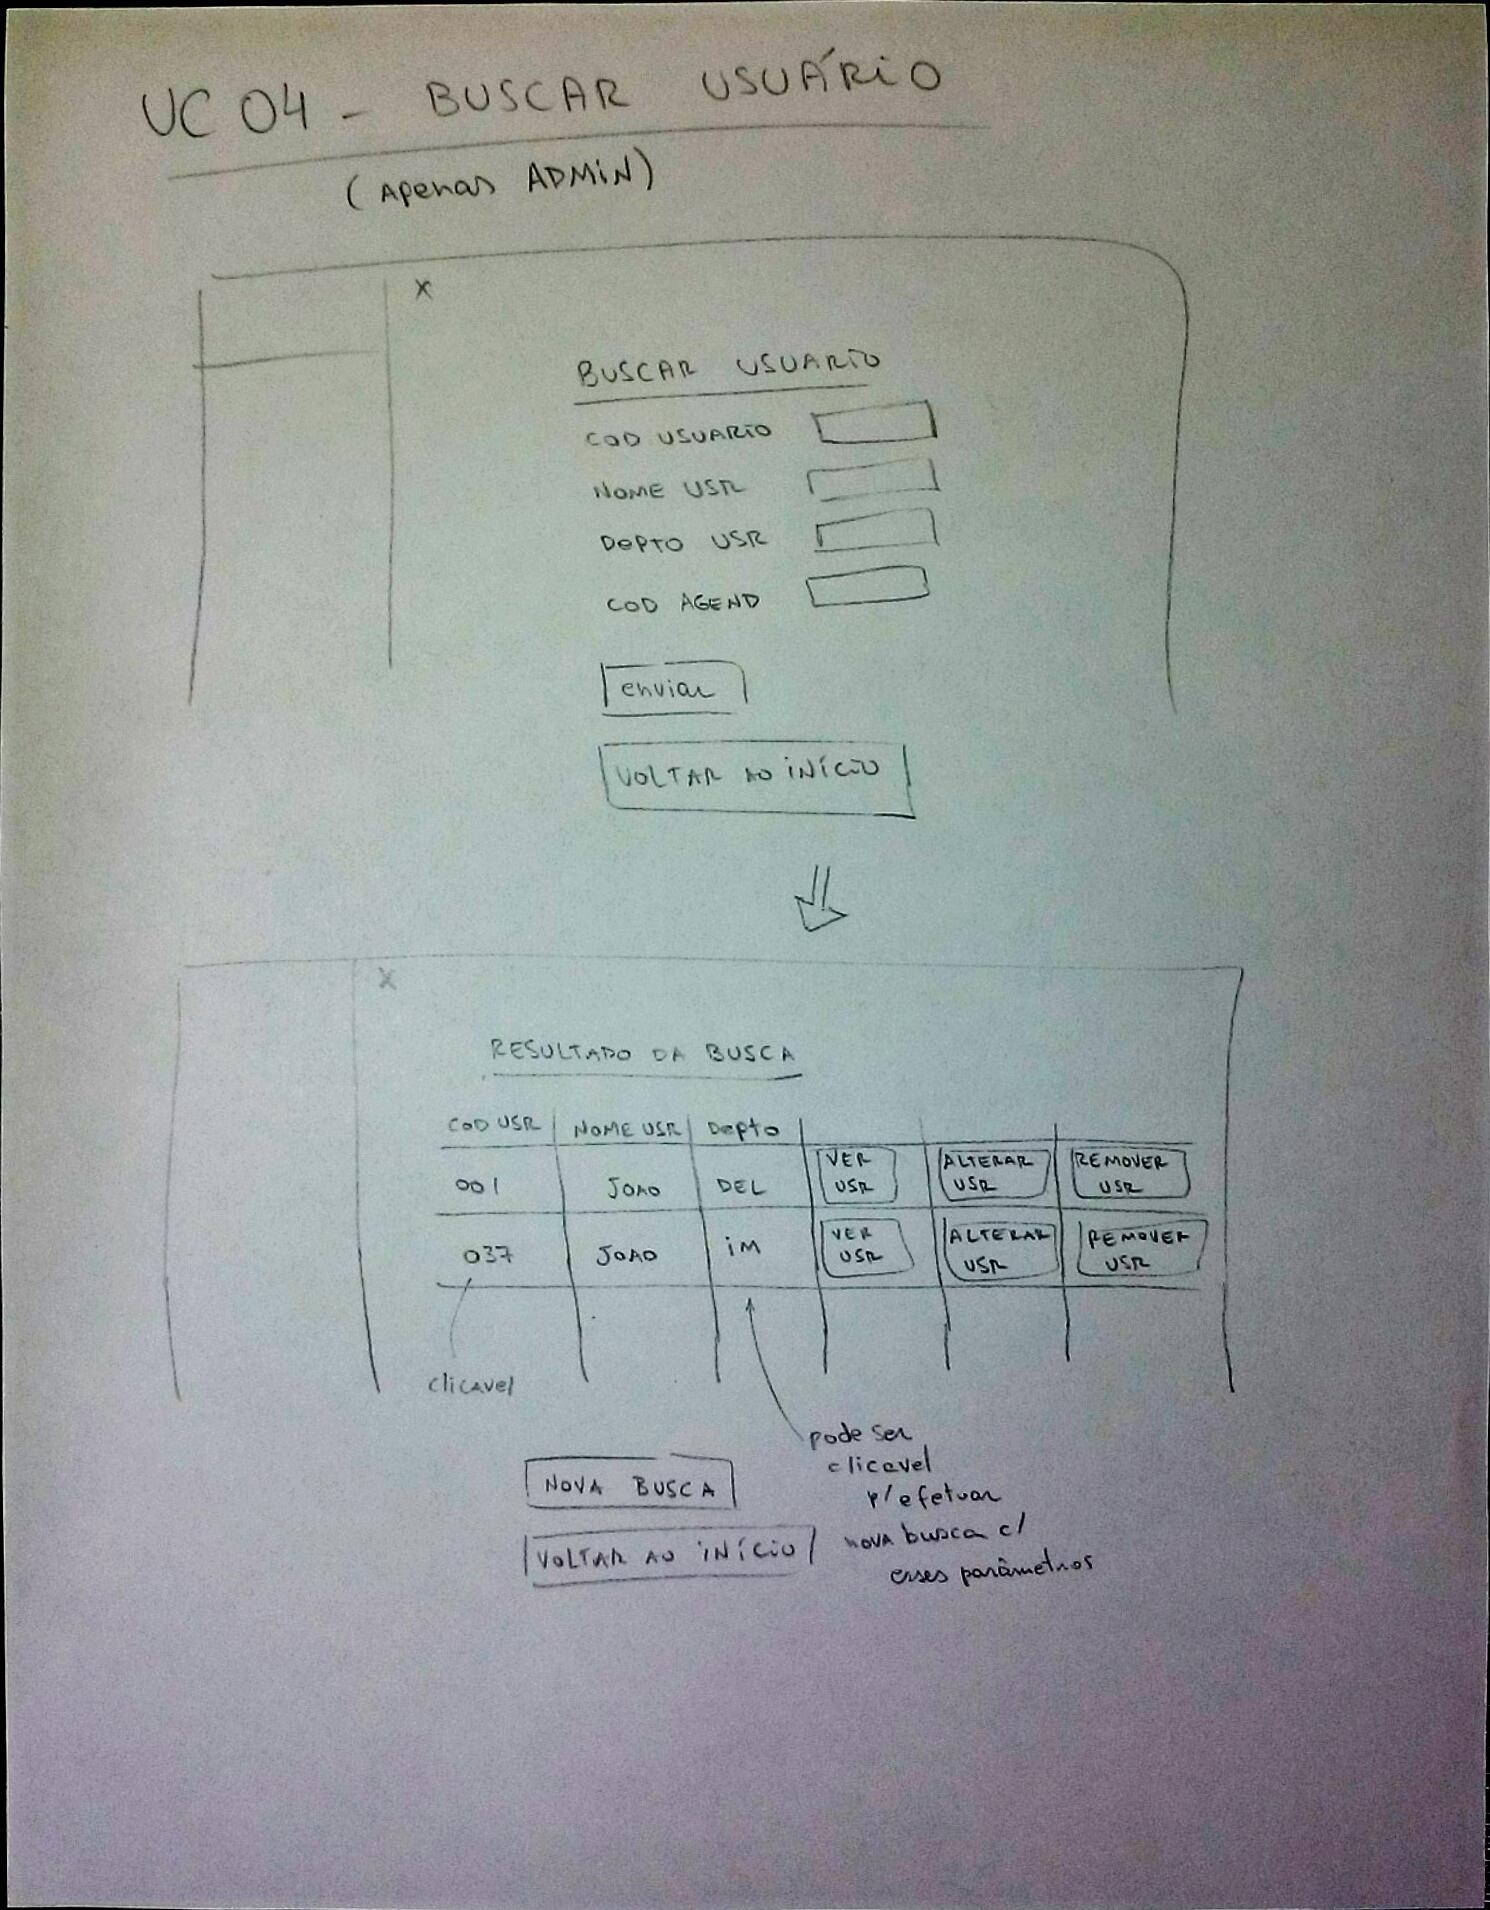 UC 04 - BUSCAR USUÁRIO
(Apenas ADMIN)
X
BUSCAR USUARIO
COD USUARIO
NOME USR
DEPTO USR
COD AGEND
enviar
VOLTAR AO INÍCIO
X
RESULTADO DA BUSCA
COD USR NOME USR Depto
001 JOAO DEL VER USR ALTERAR USR REMOVER USR
037 JOAO IM VER USR ALTERAR USR REMOVER USR
clicavel
pode ser
clicavel
p/ efetuar
nova busca c/
esses parâmetros
NOVA BUSCA
VOLTAR AO INÍCIO